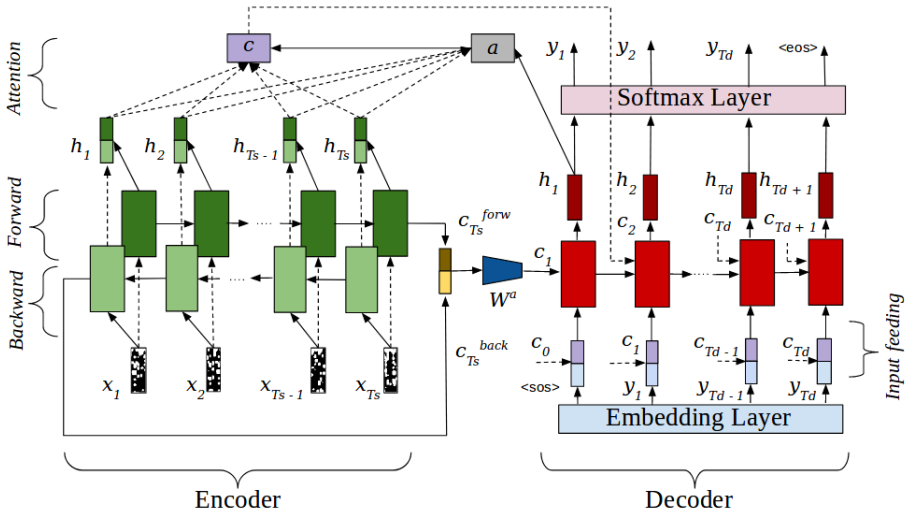 c
a
y1
y2
yTd
<eos>
Attention
Softmax Layer
h1
h2
hTs - 1
hTs
h1
h2
hTd
hTd + 1
Forward
cTs forw
c1
c2
cTd
cTd + 1
Backward
Wa
cTs back
c0
c1
cTd - 1
cTd
Input feeding
x1
x2
xTs - 1
xTs
<sos>
y1
yTd - 1
yTd
Embedding Layer
Encoder
Decoder